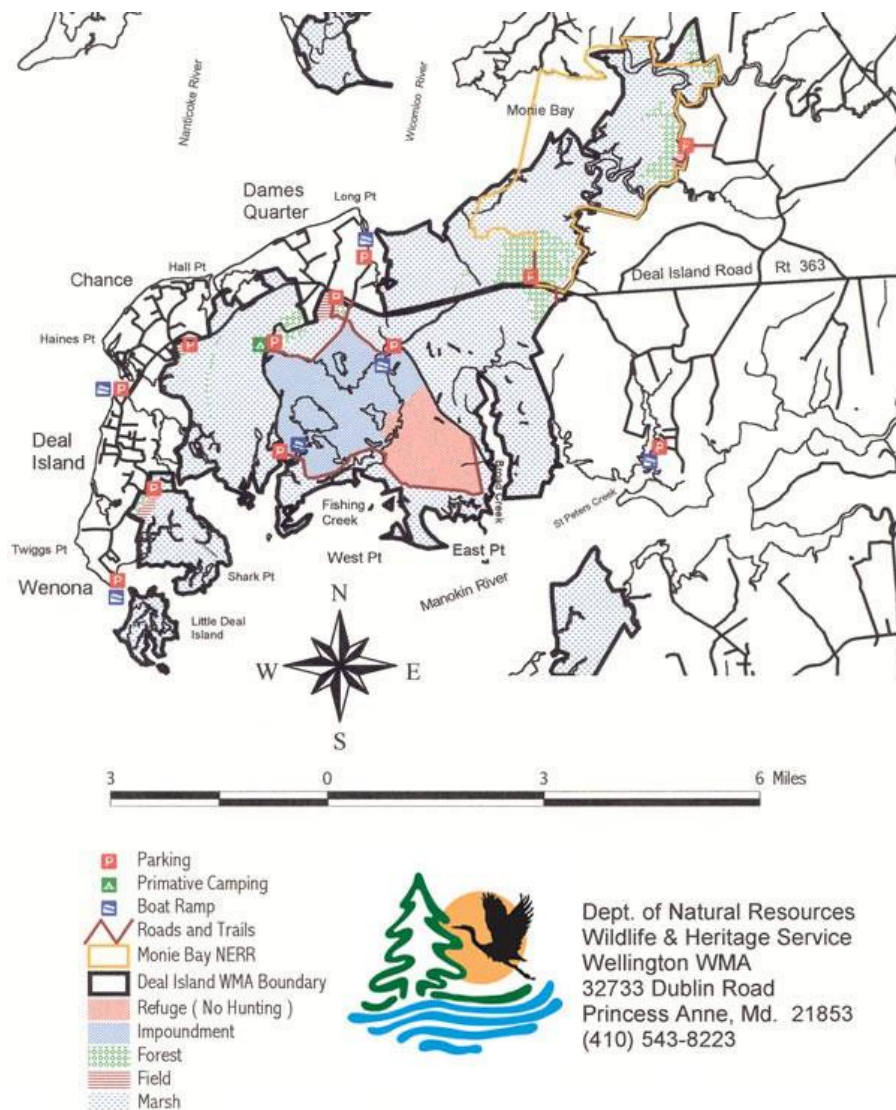 Nanticoke River
Wicomico River
Monie Bay
Dames
Quarter
Long Pt
Chance
Hall Pt
Deal Island Road
Rt 363
Haines Pt
Deal
Island
Fishing
Creek
Broad Creek
St Peters Creek
Twiggs Pt
West Pt
East Pt
Wenona
Shark Pt
Manokin River
Little Deal
Island
N
W
E
S
3
0
3
6 Miles
P Parking
Primative Camping
Boat Ramp
Roads and Trails
Monie Bay NERR
Deal Island WMA Boundary
Refuge ( No Hunting )
Impoundment
Forest
Field
Marsh
Dept. of Natural Resources
Wildlife & Heritage Service
Wellington WMA
32733 Dublin Road
Princess Anne, Md. 21853
(410) 543-8223